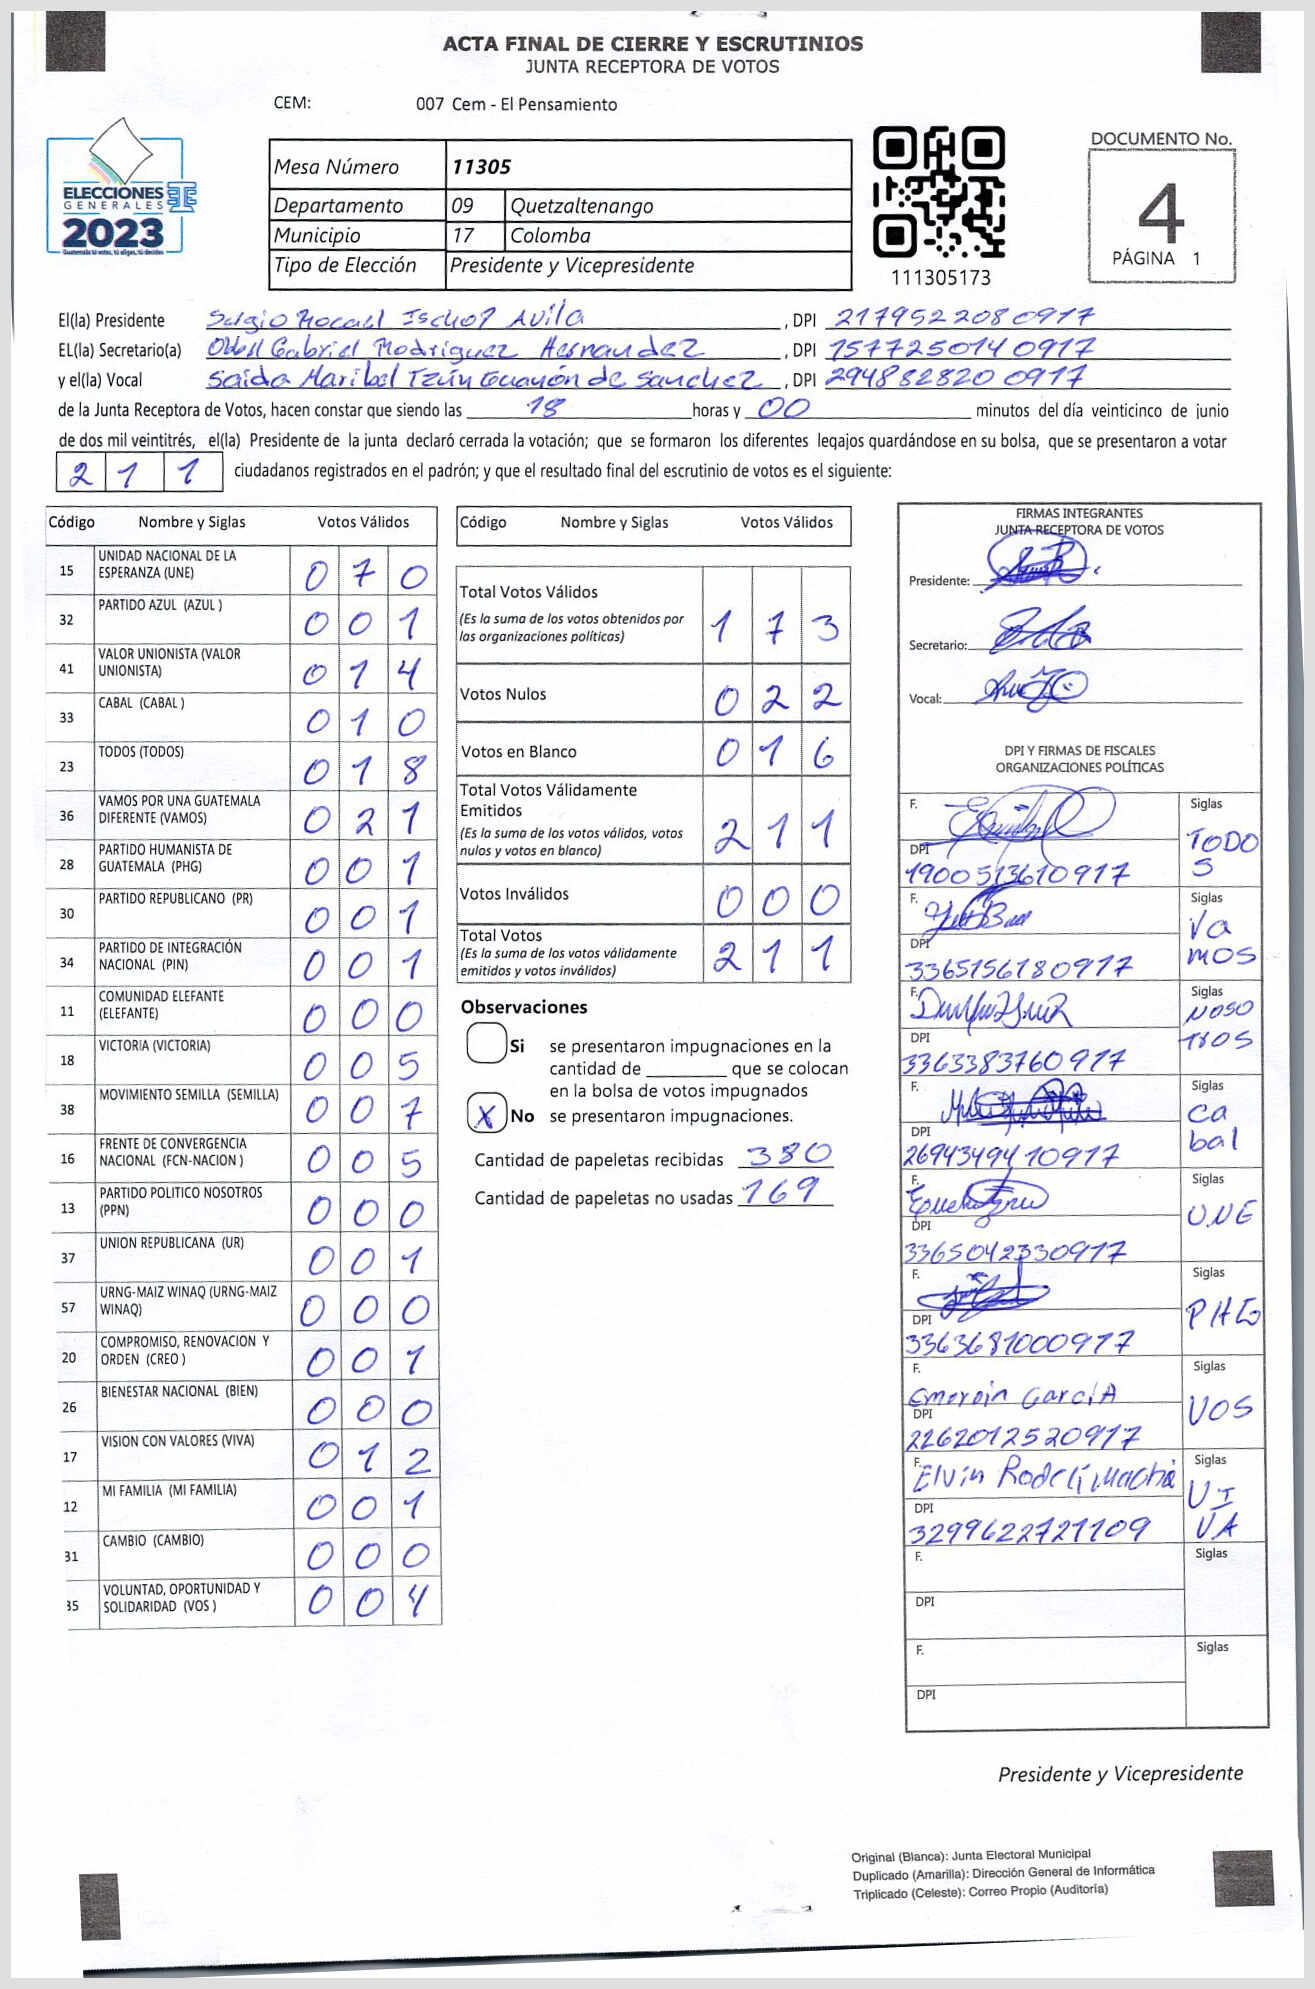 ACTA FINAL DE CIERRE Y ESCRUTINIOS
JUNTA RECEPTORA DE VOTOS
CEM: 007 Cem - El Pensamiento
ELECCIONES
GENERALES
2023
Guatemala tú votas, tú eliges, tú decides
Mesa Número 11305
Departamento 09 Quetzaltenango
Municipio 17 Colomba
Tipo de Elección Presidente y Vicepresidente
111305173
DOCUMENTO No.
4
PÁGINA 1
El(la) Presidente Avila , DPI 2179522080917
EL(la) Secretario(a) Gabriel Rodriguez Hernandez , DPI 1577250140917
y el(la) Vocal Saida Maribel de Sanchez , DPI 2948828200917
de la Junta Receptora de Votos, hacen constar que siendo las 18 horas y 00 minutos del día veinticinco de junio
de dos mil veintitrés, el(la) Presidente de la junta declaró cerrada la votación; que se formaron los diferentes legajos guardándose en su bolsa, que se presentaron a votar
2 1 1 ciudadanos registrados en el padrón; y que el resultado final del escrutinio de votos es el siguiente:
Código Nombre y Siglas Votos Válidos
15 UNIDAD NACIONAL DE LA ESPERANZA (UNE) 0 7 0
32 PARTIDO AZUL (AZUL ) 0 0 1
41 VALOR UNIONISTA (VALOR UNIONISTA) 0 1 4
33 CABAL (CABAL ) 0 1 0
23 TODOS (TODOS) 0 1 8
36 VAMOS POR UNA GUATEMALA DIFERENTE (VAMOS) 0 2 1
28 PARTIDO HUMANISTA DE GUATEMALA (PHG) 0 0 1
30 PARTIDO REPUBLICANO (PR) 0 0 1
34 PARTIDO DE INTEGRACIÓN NACIONAL (PIN) 0 0 1
11 COMUNIDAD ELEFANTE (ELEFANTE) 0 0 0
18 VICTORIA (VICTORIA) 0 0 5
38 MOVIMIENTO SEMILLA (SEMILLA) 0 0 7
16 FRENTE DE CONVERGENCIA NACIONAL (FCN-NACION ) 0 0 5
13 PARTIDO POLITICO NOSOTROS (PPN) 0 0 0
37 UNION REPUBLICANA (UR) 0 0 1
57 URNG-MAIZ WINAQ (URNG-MAIZ WINAQ) 0 0 0
20 COMPROMISO, RENOVACION Y ORDEN (CREO ) 0 0 1
26 BIENESTAR NACIONAL (BIEN) 0 0 0
17 VISION CON VALORES (VIVA) 0 1 2
12 MI FAMILIA (MI FAMILIA) 0 0 1
31 CAMBIO (CAMBIO) 0 0 0
35 VOLUNTAD, OPORTUNIDAD Y SOLIDARIDAD (VOS ) 0 0 4
Código Nombre y Siglas Votos Válidos
Total Votos Válidos
(Es la suma de los votos obtenidos por las organizaciones políticas) 1 7 3
Votos Nulos 0 2 2
Votos en Blanco 0 1 6
Total Votos Válidamente Emitidos
(Es la suma de los votos válidos, votos nulos y votos en blanco) 2 1 1
Votos Inválidos 0 0 0
Total Votos
(Es la suma de los votos válidamente emitidos y votos inválidos) 2 1 1
Observaciones
Si se presentaron impugnaciones en la
cantidad de ________ que se colocan
en la bolsa de votos impugnados
X No se presentaron impugnaciones.
Cantidad de papeletas recibidas 380
Cantidad de papeletas no usadas 169
FIRMAS INTEGRANTES
JUNTA RECEPTORA DE VOTOS
Presidente:
Secretario:
Vocal:
DPI Y FIRMAS DE FISCALES
ORGANIZACIONES POLÍTICAS
F. Siglas TODOS
DPI 1900513610917
F. Siglas VAMOS
DPI 3365156180917
F. Siglas NOSOTROS
DPI 3363383760917
F. Siglas Cabal
DPI 2694349410917
F. Siglas UNE
DPI 3365042330917
F. Siglas PHG
DPI 3363681000917
F. García Siglas VOS
DPI 2262012520917
F. Elvin Siglas VIVA
DPI 3299622721109
F. Siglas
DPI
F. Siglas
DPI
Presidente y Vicepresidente
Original (Blanca): Junta Electoral Municipal
Duplicado (Amarilla): Dirección General de Informática
Triplicado (Celeste): Correo Propio (Auditoría)